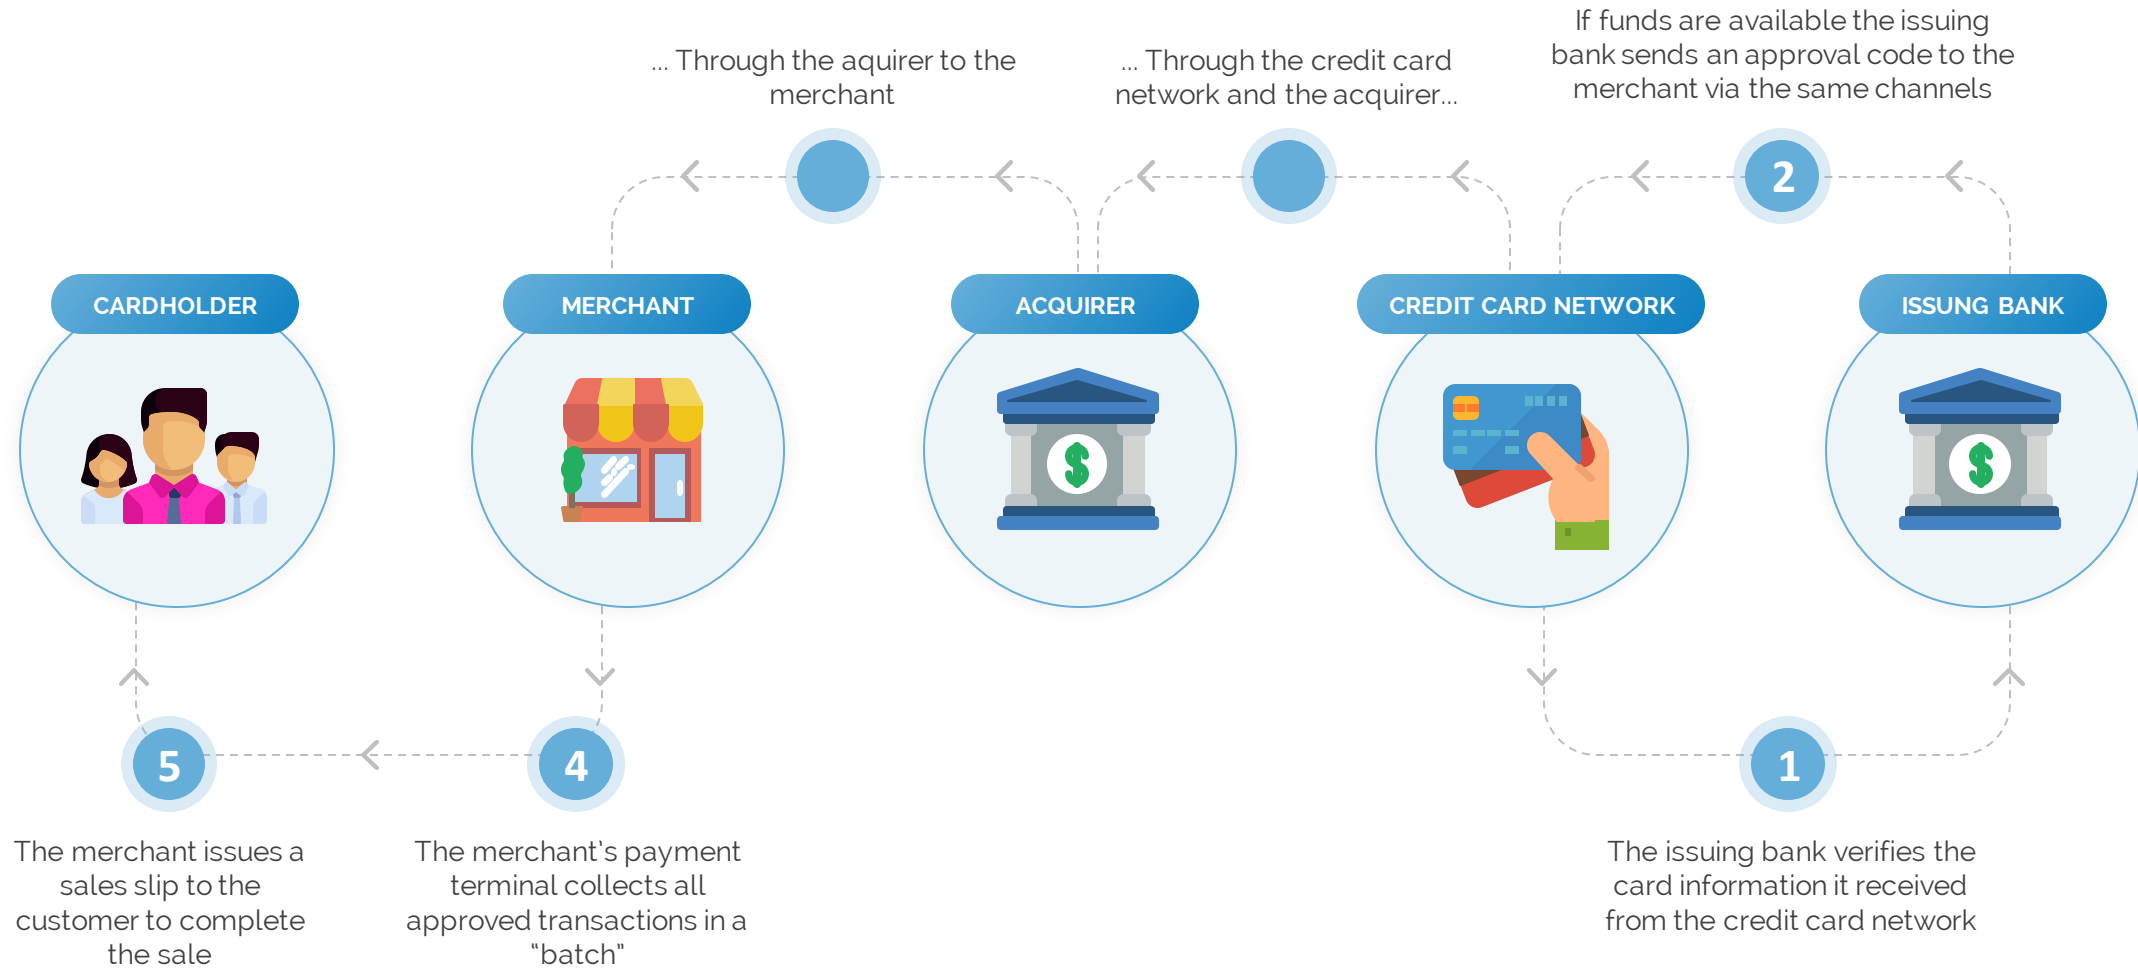 If funds are available the issuing
bank sends an approval code to the
merchant via the same channels
... Through the credit card
network and the acquirer...
... Through the aquirer to the
merchant
2
CARDHOLDER
MERCHANT
ACQUIRER
CREDIT CARD NETWORK
ISSUNG BANK
$
$
5
4
1
The merchant issues a
sales slip to the
customer to complete
the sale
The merchant's payment
terminal collects all
approved transactions in a
“batch”
The issuing bank verifies the
card information it received
from the credit card network